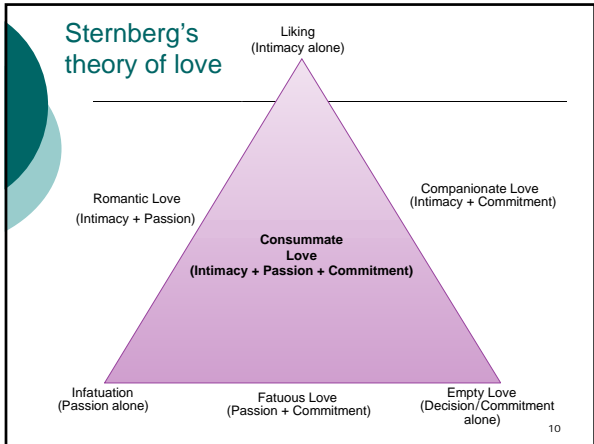 Sternberg's
theory of love
Liking
(Intimacy alone)
Romantic Love
(Intimacy + Passion)
Companionate Love
(Intimacy + Commitment)
Consummate
Love
(Intimacy + Passion + Commitment)
Infatuation
(Passion alone)
Fatuous Love
(Passion + Commitment)
Empty Love
(Decision/Commitment
alone)
10